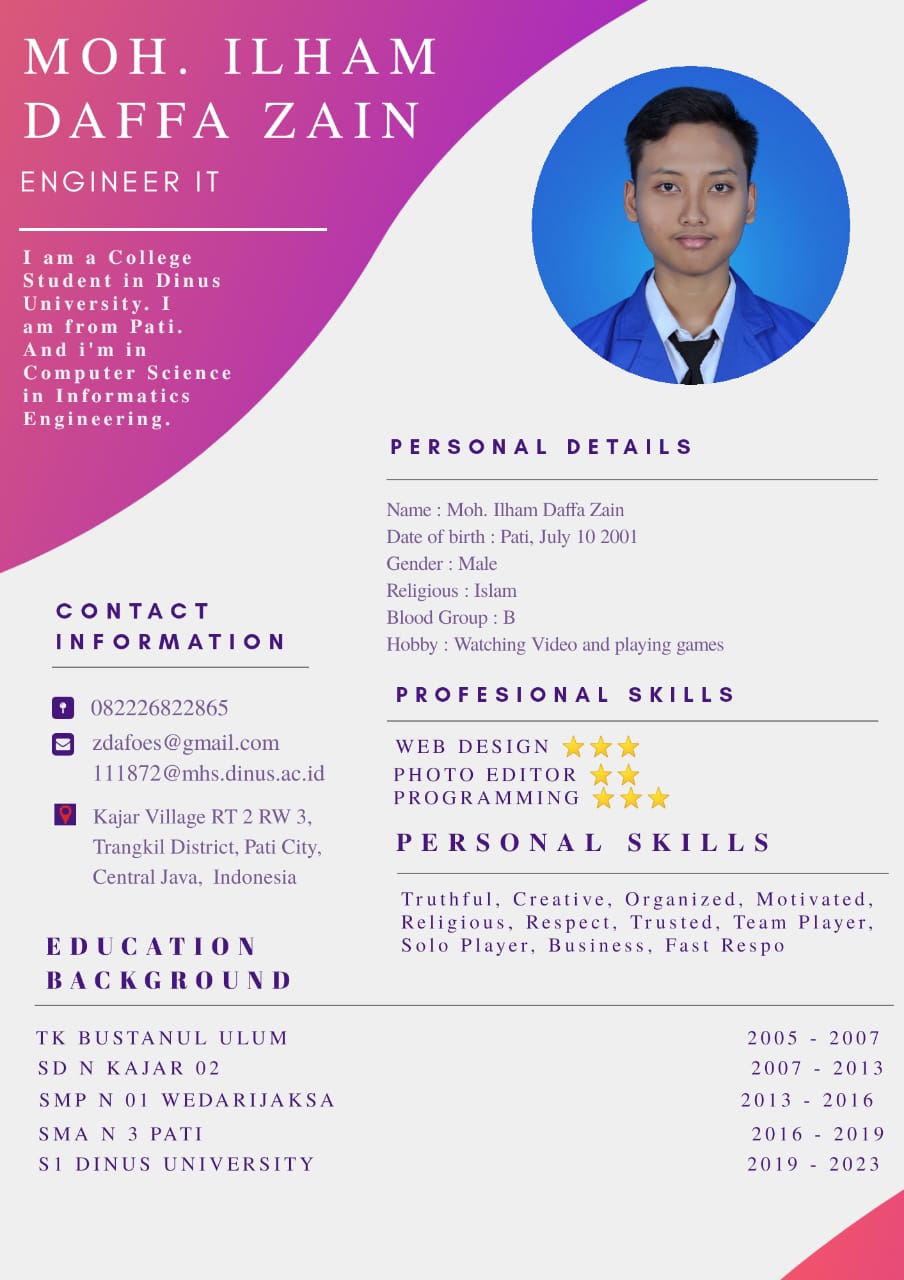 MOH. ILHAM
DAFFA ZAIN
ENGINEER IT
I am a College
Student in Dinus
University. I
am from Pati.
And i'm in
Computer Science
in Informatics
Engineering.
PERSONAL DETAILS
Name : Moh. Ilham Daffa Zain
Date of birth : Pati, July 10 2001
Gender : Male
Religious : Islam
Blood Group : B
Hobby : Watching Video and playing games
CONTACT
INFORMATION
082226822865
zdafoes@gmail.com
111872@mhs.dinus.ac.id
Kajar Village RT 2 RW 3,
Trangkil District, Pati City,
Central Java, Indonesia
PROFESIONAL SKILLS
WEB DESIGN ⭐⭐⭐
PHOTO EDITOR ⭐⭐
PROGRAMMING ⭐⭐⭐
PERSONAL SKILLS
Truthful, Creative, Organized, Motivated,
Religious, Respect, Trusted, Team Player,
Solo Player, Business, Fast Respo
EDUCATION
BACKGROUND
TK BUSTANUL ULUM 2005 - 2007
SD N KAJAR 02 2007 - 2013
SMP N 01 WEDARIJAKSA 2013 - 2016
SMA N 3 PATI 2016 - 2019
S1 DINUS UNIVERSITY 2019 - 2023